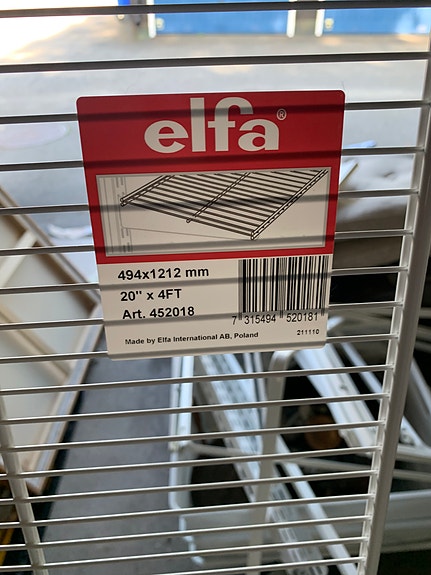 elfa®
494x1212 mm
20" x 4FT
Art. 452018
7 315494 520181
Made by Elfa International AB, Poland
211110